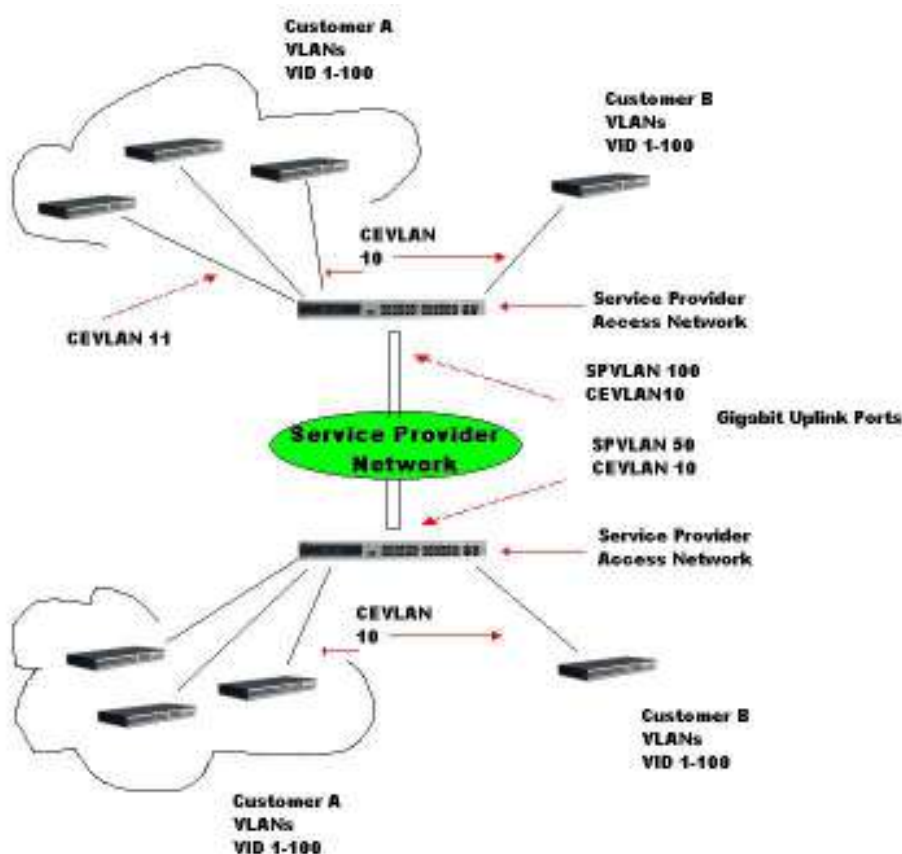 Customer A
VLANs
VID 1-100
Customer B
VLANs
VID 1-100
CEVLAN
10
CEVLAN 11
Service Provider
Access Network
SPVLAN 100
CEVLAN10
Gigabit Uplink Ports
Service Provider
Network
SPVLAN 50
CEVLAN 10
Service Provider
Access Network
CEVLAN
10
Customer B
VLANs
VID 1-100
Customer A
VLANs
VID 1-100